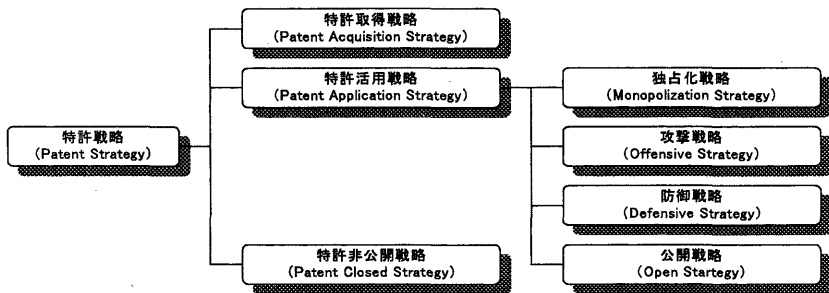 特許取得戦略
(Patent Acquisition Strategy)
特許活用戦略
(Patent Application Strategy)
独占化戦略
(Monopolization Strategy)
特許戦略
(Patent Strategy)
攻撃戦略
(Offensive Strategy)
防御戦略
(Defensive Strategy)
特許非公開戦略
(Patent Closed Strategy)
公開戦略
(Open Startegy)